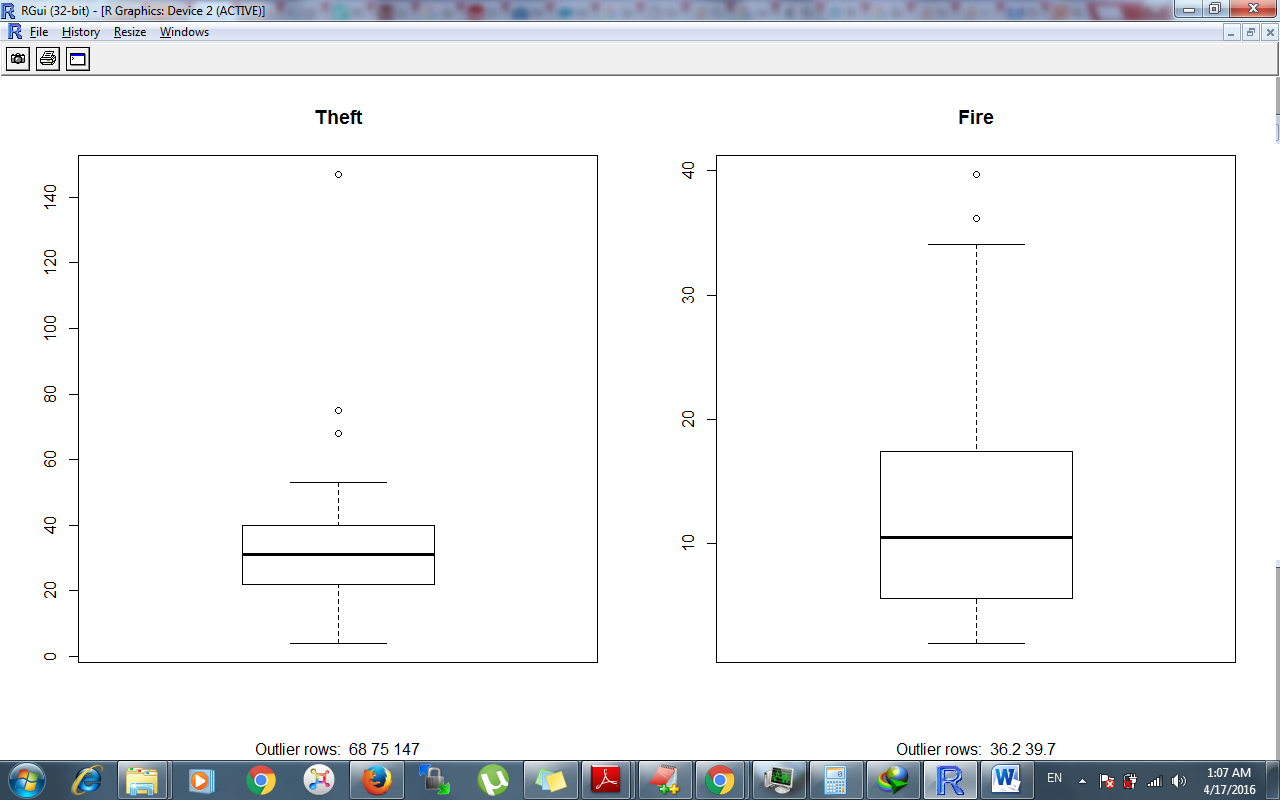 RGui (32-bit) - [R Graphics: Device 2 (ACTIVE)]
File History Resize Windows
Theft
Fire
140
120
100
80
60
40
20
0
40
30
20
10
Outlier rows: 68 75 147
Outlier rows: 36.2 39.7
EN
1:07 AM
4/17/2016